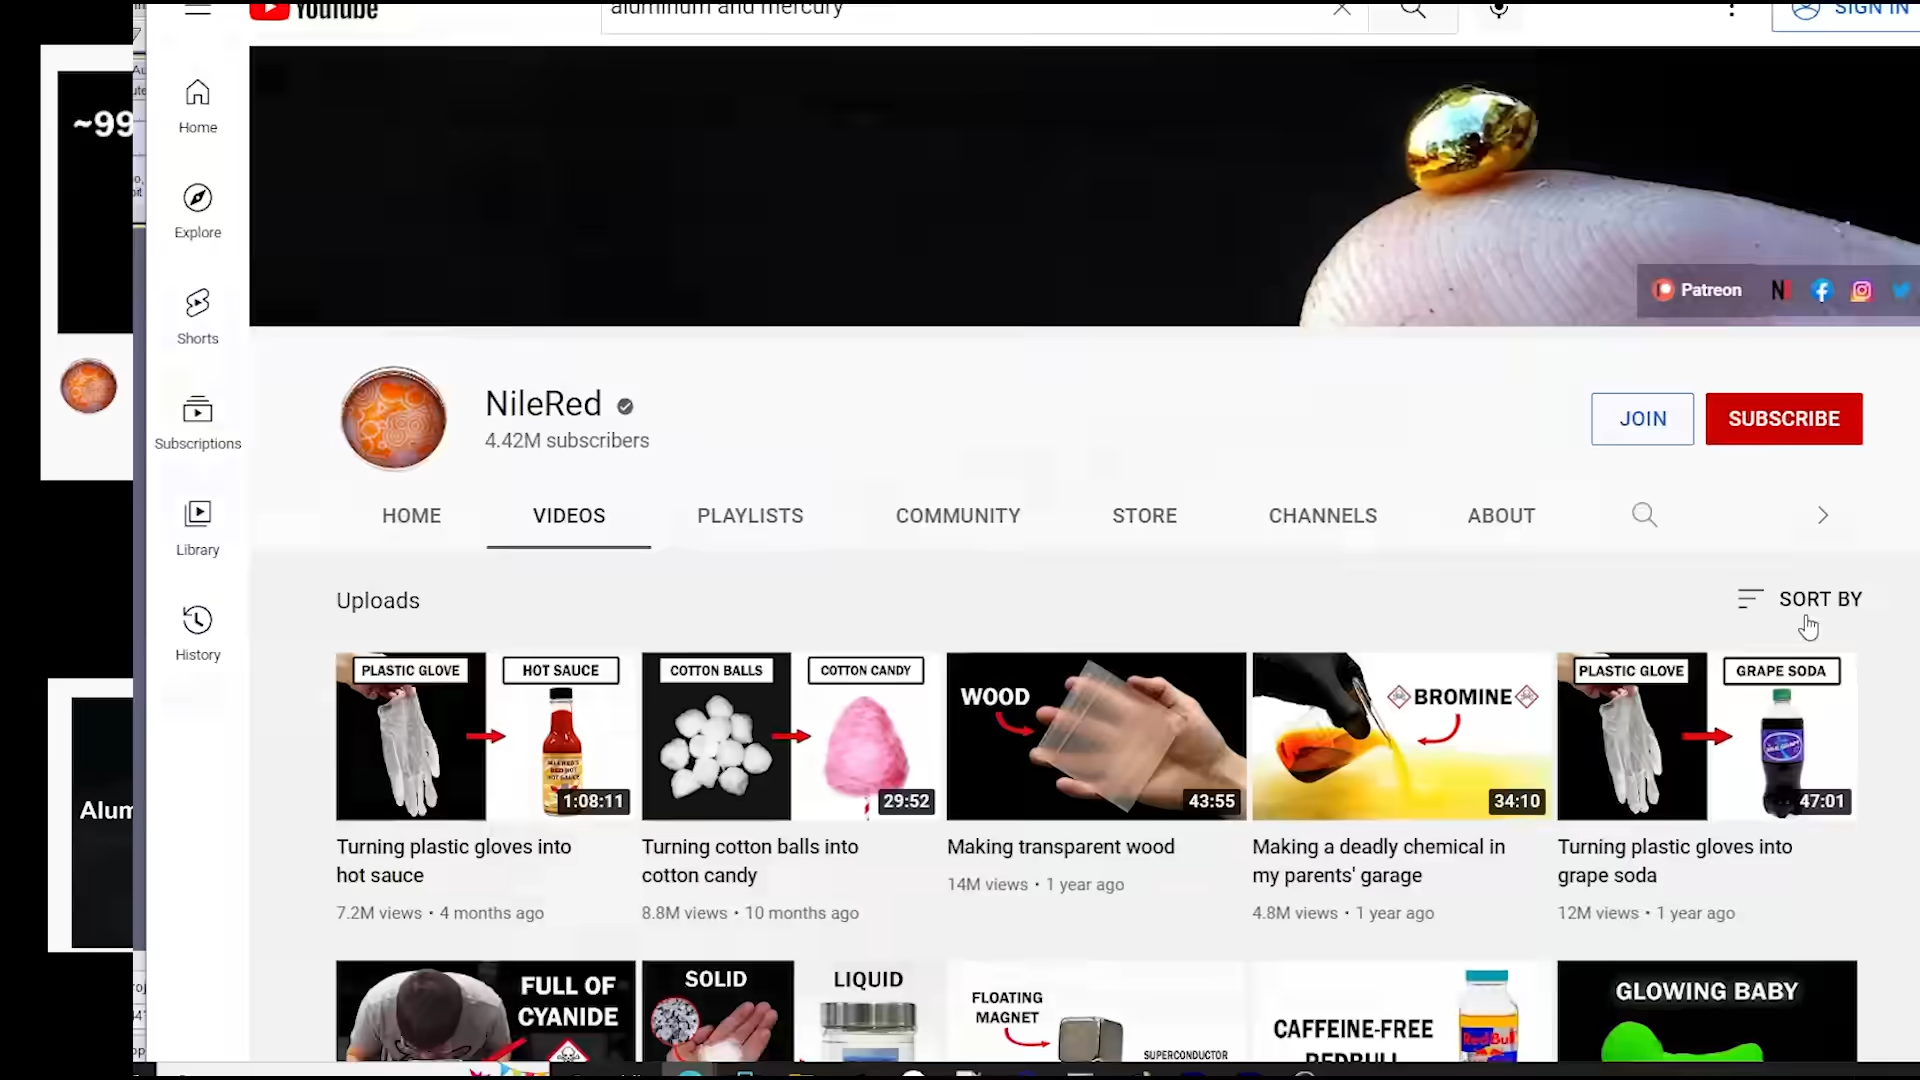 YouTube
aluminum and mercury
SIGN IN
~99
Home
Explore
Shorts
Subscriptions
Library
History
Patreon
NileRed
4.42M subscribers
JOIN
SUBSCRIBE
HOME
VIDEOS
PLAYLISTS
COMMUNITY
STORE
CHANNELS
ABOUT
Uploads
SORT BY
PLASTIC GLOVE
HOT SAUCE
1:08:11
COTTON BALLS
COTTON CANDY
29:52
WOOD
43:55
BROMINE
34:10
PLASTIC GLOVE
GRAPE SODA
47:01
Alum
Turning plastic gloves into
hot sauce
7.2M views • 4 months ago
Turning cotton balls into
cotton candy
8.8M views • 10 months ago
Making transparent wood
14M views • 1 year ago
Making a deadly chemical in
my parents' garage
4.8M views • 1 year ago
Turning plastic gloves into
grape soda
12M views • 1 year ago
FULL OF
CYANIDE
SOLID
LIQUID
FLOATING
MAGNET
SUPERCONDUCTOR
CAFFEINE-FREE
REDBULL
RedBull
GLOWING BABY